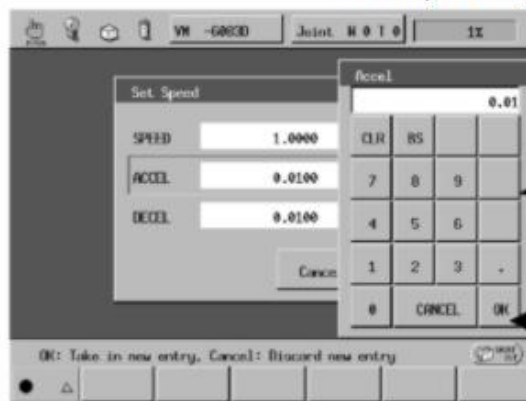 VM -6083D Joint W 0 T 0 1%
Set Speed
SPEED 1.0000
ACCEL 0.0100
DECEL 0.0100
Cance
Accel
0.01
CLR BS
7 8 9
4 5 6
1 2 3 .
0 CANCEL OK
OK: Take in new entry, Cancel: Discard new entry